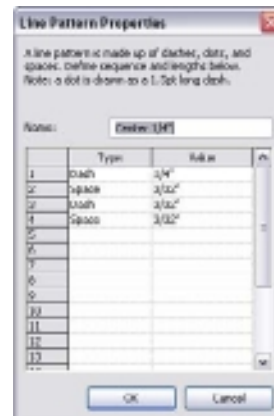 Line Pattern Properties
A line pattern is made up of dashes, dots, and
spaces. Define sequence and lengths below.
Note: a dot is drawn as a 1.5pt long dash.
Name: Center 1/4"
Type Value
1 Dash 1/4"
2 Space 3/32"
3 Dash 3/32"
4 Space 3/32"
5
6
7
8
9
10
11
12
13
OK Cancel